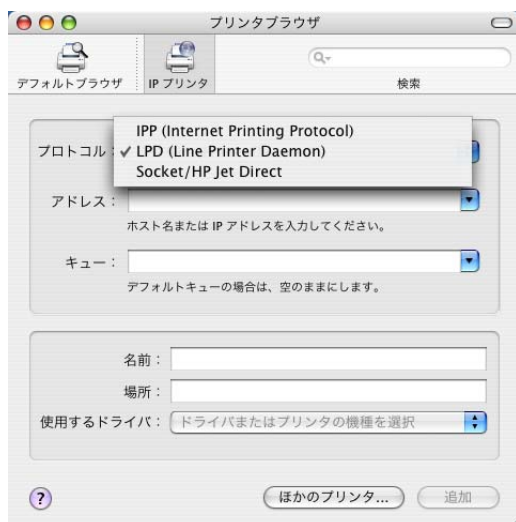 プリンタブラウザ
デフォルトブラウザ
IP プリンタ
検索
プロトコル：
IPP (Internet Printing Protocol)
✓ LPD (Line Printer Daemon)
Socket/HP Jet Direct
アドレス：
ホスト名または IP アドレスを入力してください。
キュー：
デフォルトキューの場合は、空のままにします。
名前：
場所：
使用するドライバ： ドライバまたはプリンタの機種を選択
? ほかのプリンタ... 追加